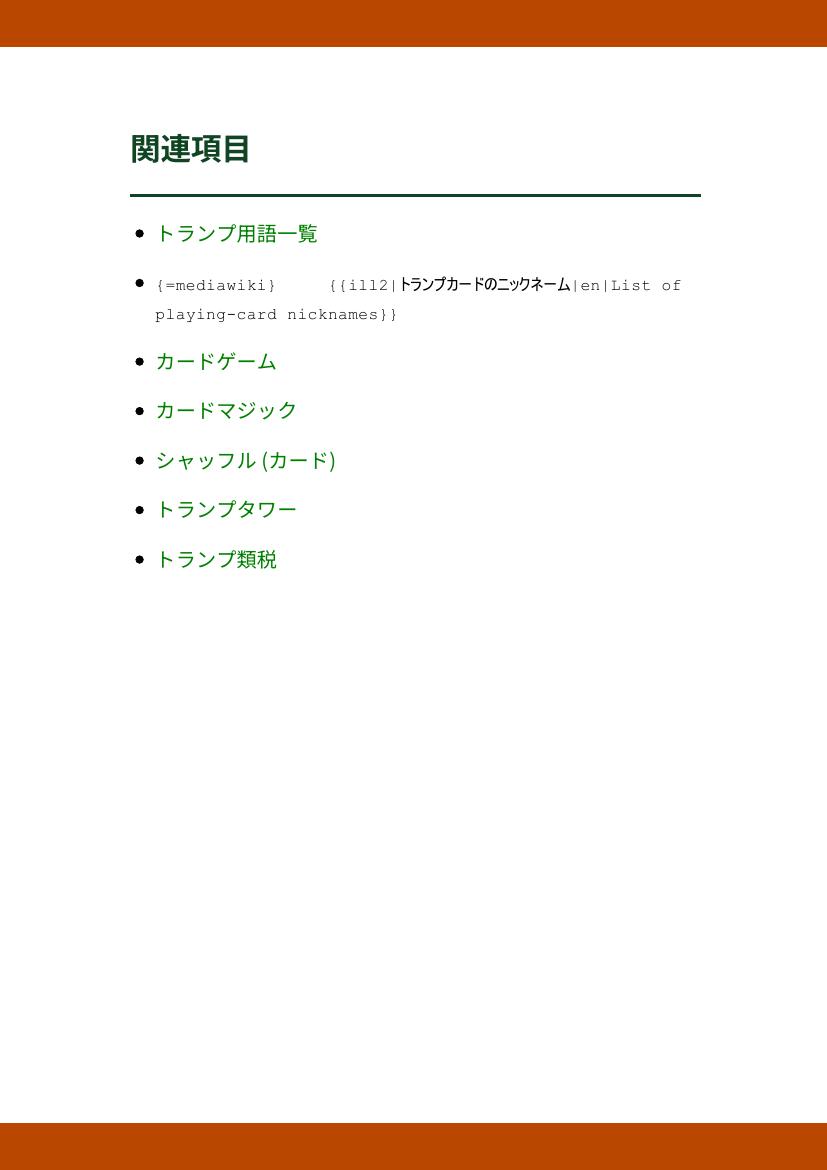 関連項目
トランプ用語一覧
{=mediawiki} {{ill2|トランプカードのニックネーム|en|List of
playing-card nicknames}}
カードゲーム
カードマジック
シャッフル (カード)
トランプタワー
トランプ類税